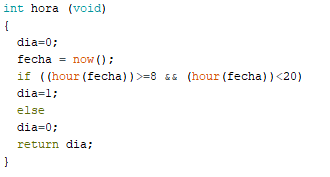 int hora (void)
{
dia=0;
fecha = now();
if ((hour(fecha))>=8 && (hour(fecha))<20)
dia=1;
else
dia=0;
return dia;
}